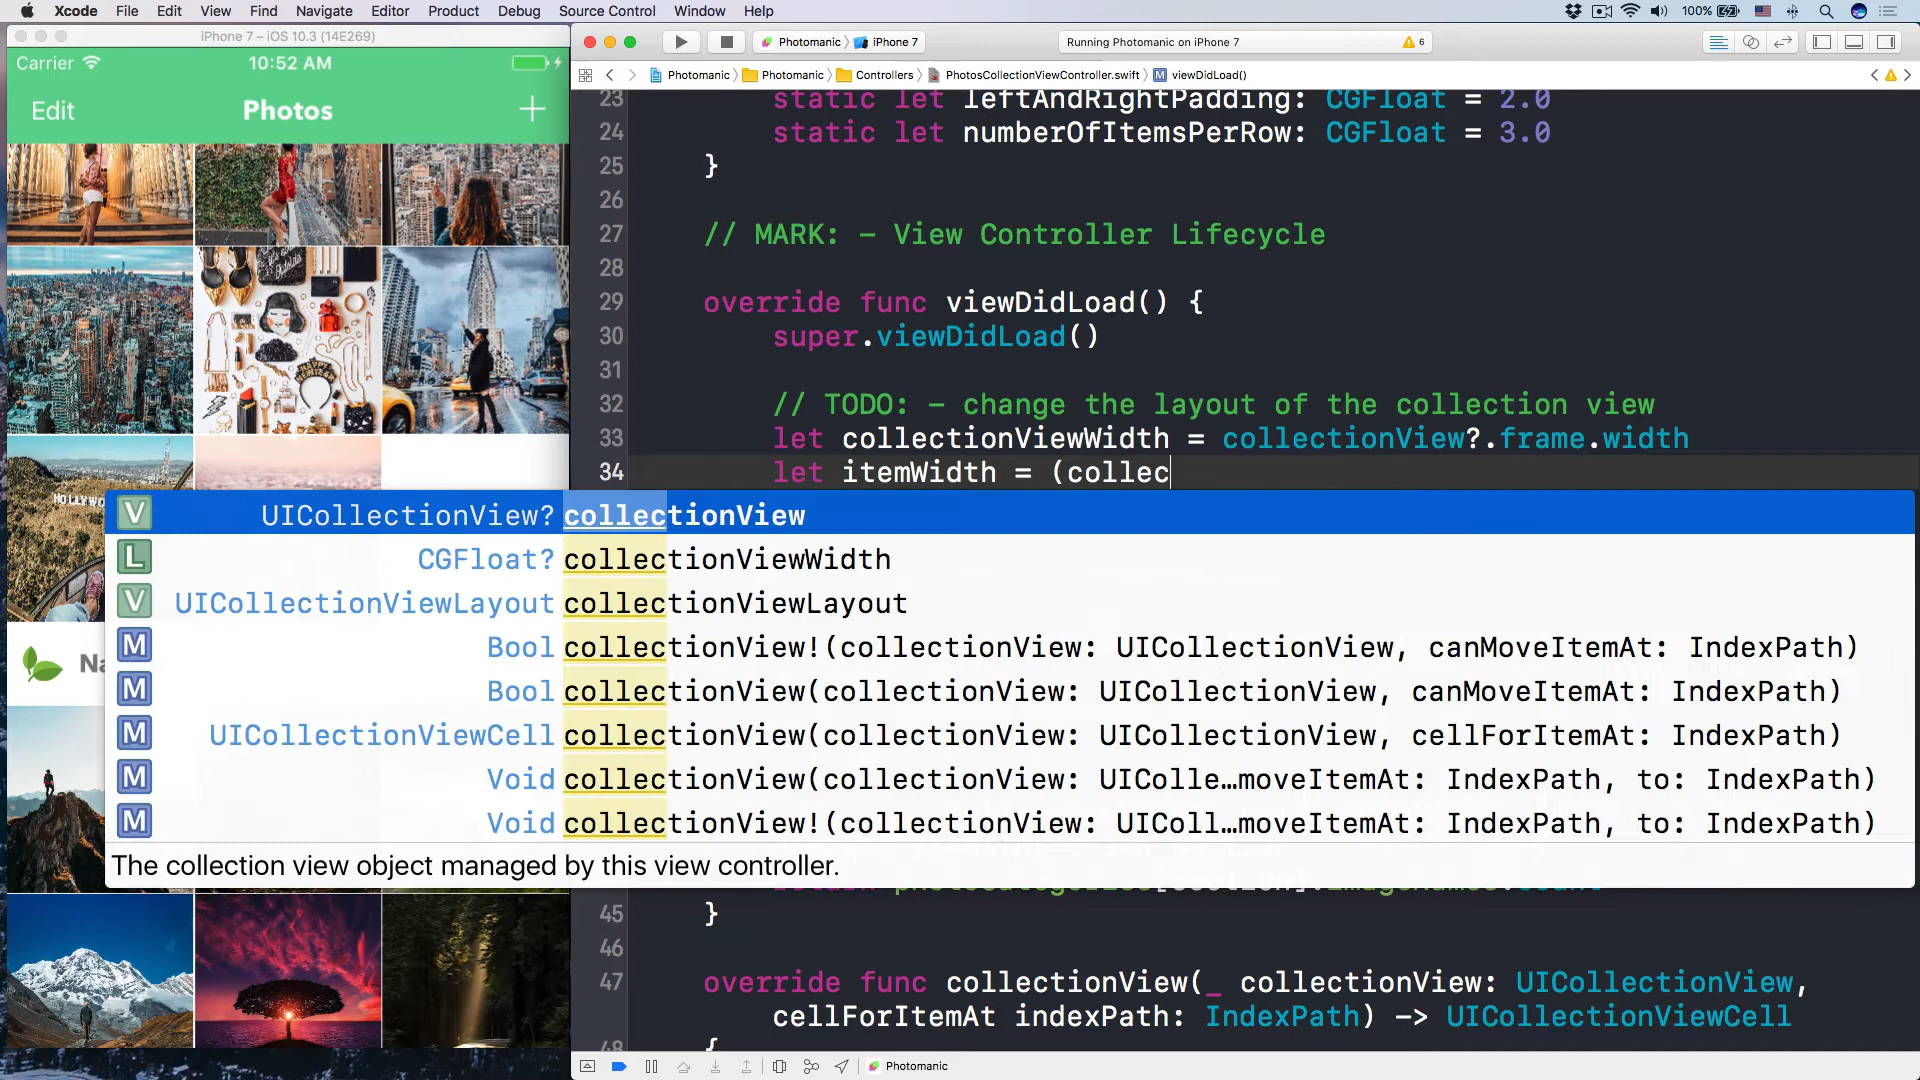 Xcode File Edit View Find Navigate Editor Product Debug Source Control Window Help 100%
iPhone 7 – iOS 10.3 (14E269)
Carrier 10:52 AM
Edit Photos +
Photomanic iPhone 7 Running Photomanic on iPhone 7 6
Photomanic Photomanic Controllers PhotosCollectionViewController.swift M viewDidLoad()
23 static let leftAndRightPadding: CGFloat = 2.0
24 static let numberOfItemsPerRow: CGFloat = 3.0
25 }
26
27 // MARK: – View Controller Lifecycle
28
29 override func viewDidLoad() {
30 super.viewDidLoad()
31
32 // TODO: – change the layout of the collection view
33 let collectionViewWidth = collectionView?.frame.width
34 let itemWidth = (collec
V UICollectionView? collectionView
L CGFloat? collectionViewWidth
V UICollectionViewLayout collectionViewLayout
M Bool collectionView!(collectionView: UICollectionView, canMoveItemAt: IndexPath)
M Bool collectionView(collectionView: UICollectionView, canMoveItemAt: IndexPath)
M UICollectionViewCell collectionView(collectionView: UICollectionView, cellForItemAt: IndexPath)
M Void collectionView(collectionView: UIColle…moveItemAt: IndexPath, to: IndexPath)
M Void collectionView!(collectionView: UIColl…moveItemAt: IndexPath, to: IndexPath)
The collection view object managed by this view controller.
Na
45 }
46
47 override func collectionView(_ collectionView: UICollectionView,
cellForItemAt indexPath: IndexPath) -> UICollectionViewCell
48 {
Photomanic